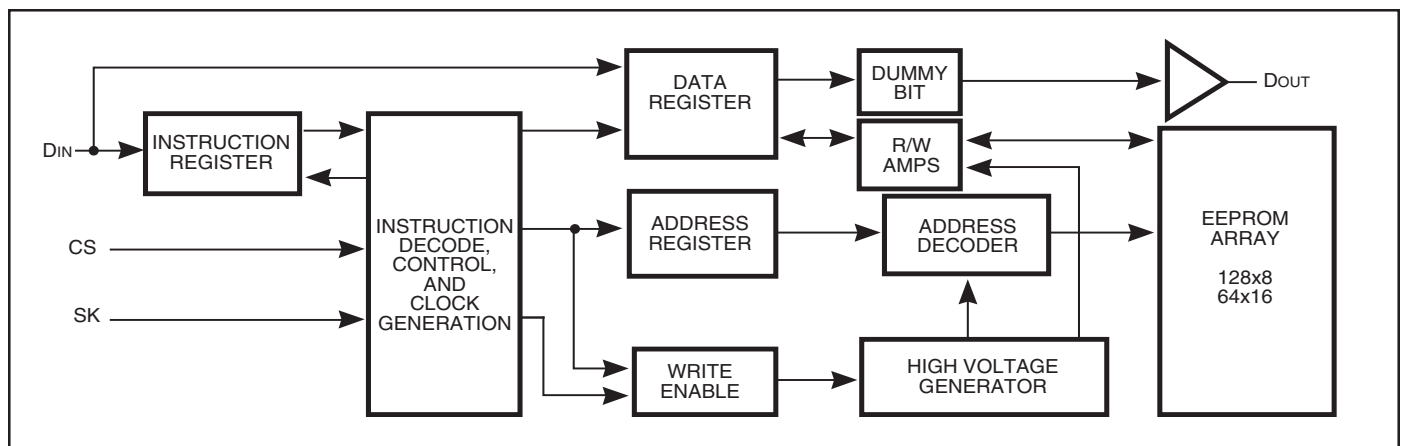 DATA
REGISTER
DUMMY
BIT
DOUT
DIN
INSTRUCTION
REGISTER
R/W
AMPS
CS
SK
INSTRUCTION
DECODE,
CONTROL,
AND
CLOCK
GENERATION
ADDRESS
REGISTER
ADDRESS
DECODER
EEPROM
ARRAY
128x8
64x16
WRITE
ENABLE
HIGH VOLTAGE
GENERATOR